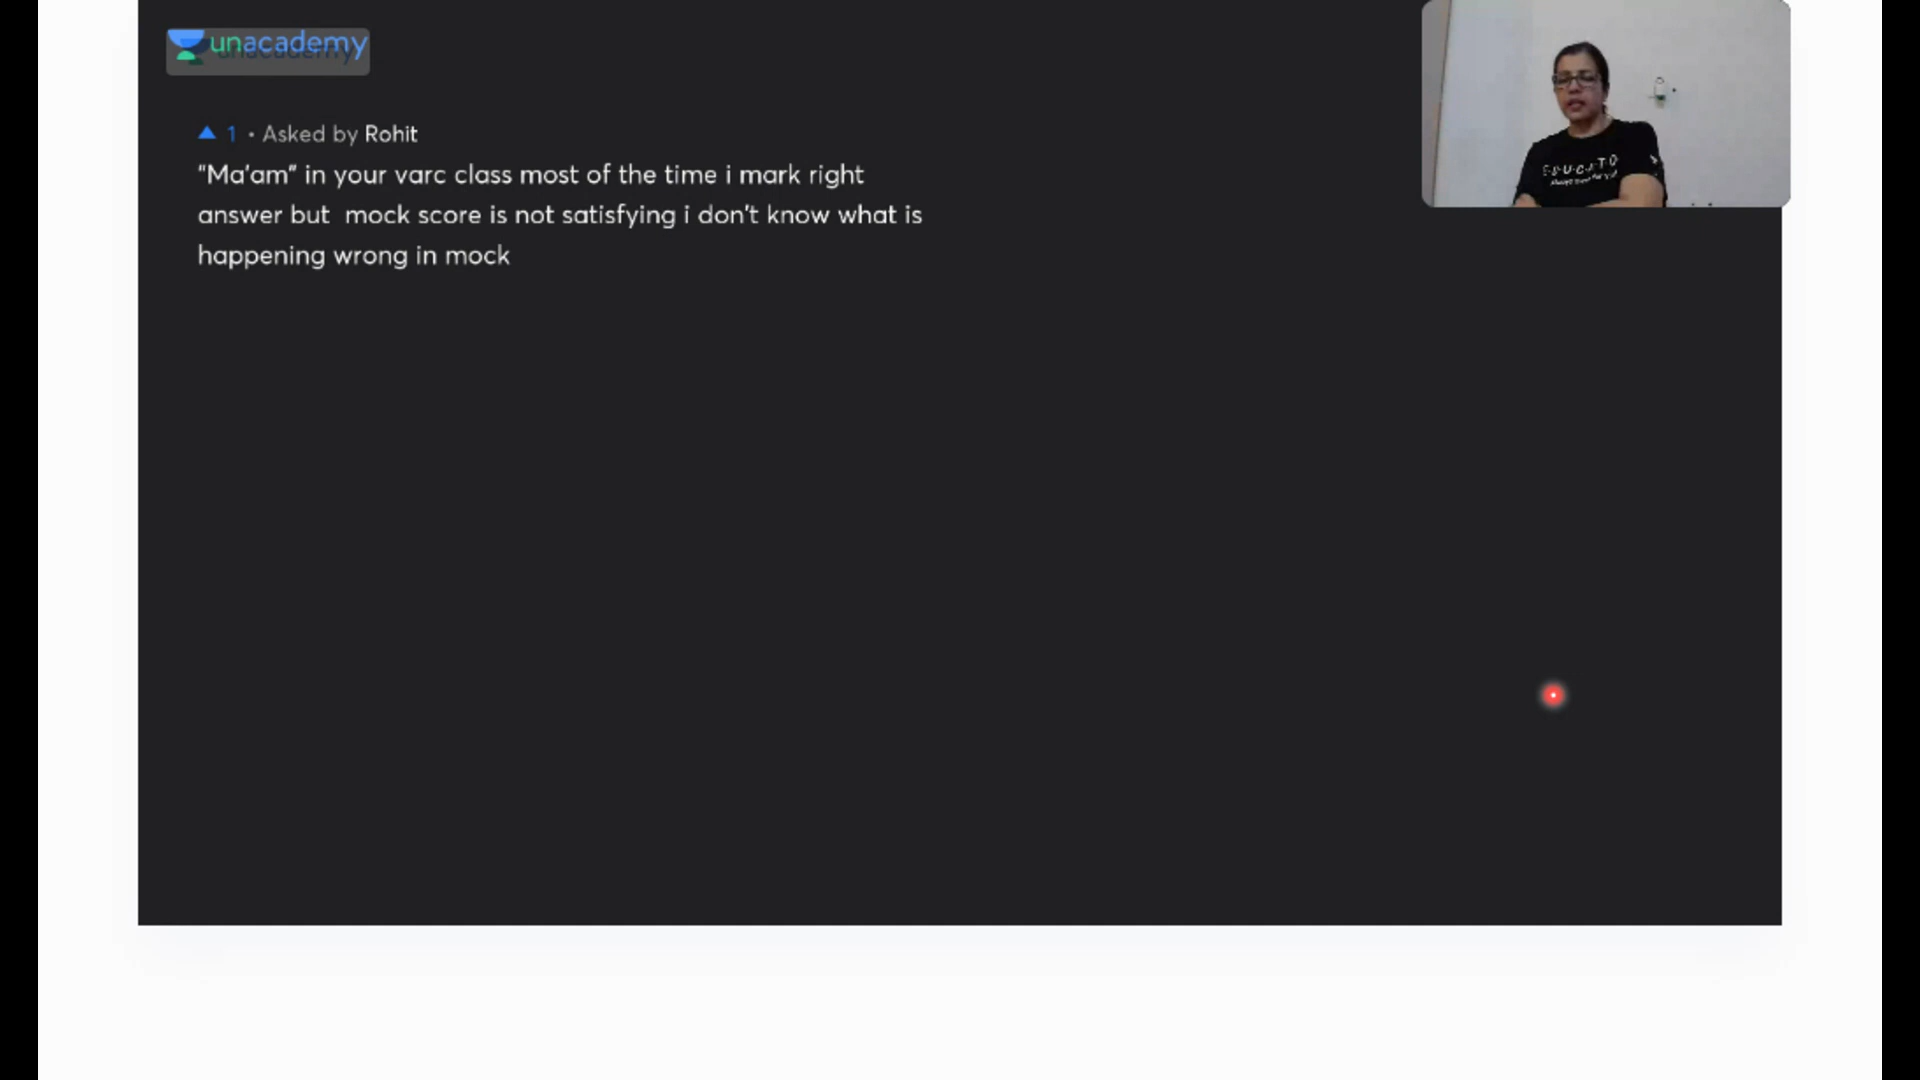 unacademy
1 • Asked by Rohit
"Ma'am" in your varc class most of the time i mark right
answer but mock score is not satisfying i don't know what is
happening wrong in mock